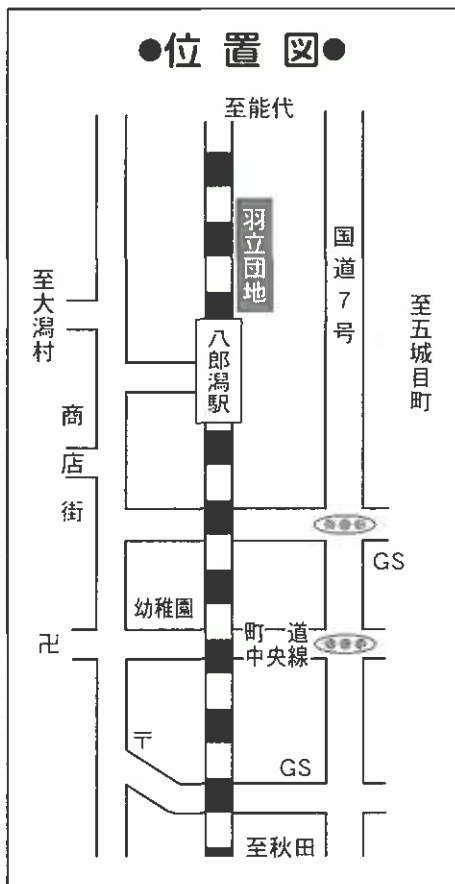 ●位置図●
至能代
羽立団地
国道7号
至大潟村
至五城目町
八郎潟駅
商店街
GS
幼稚園
卍
町道
中央線
〒
GS
至秋田